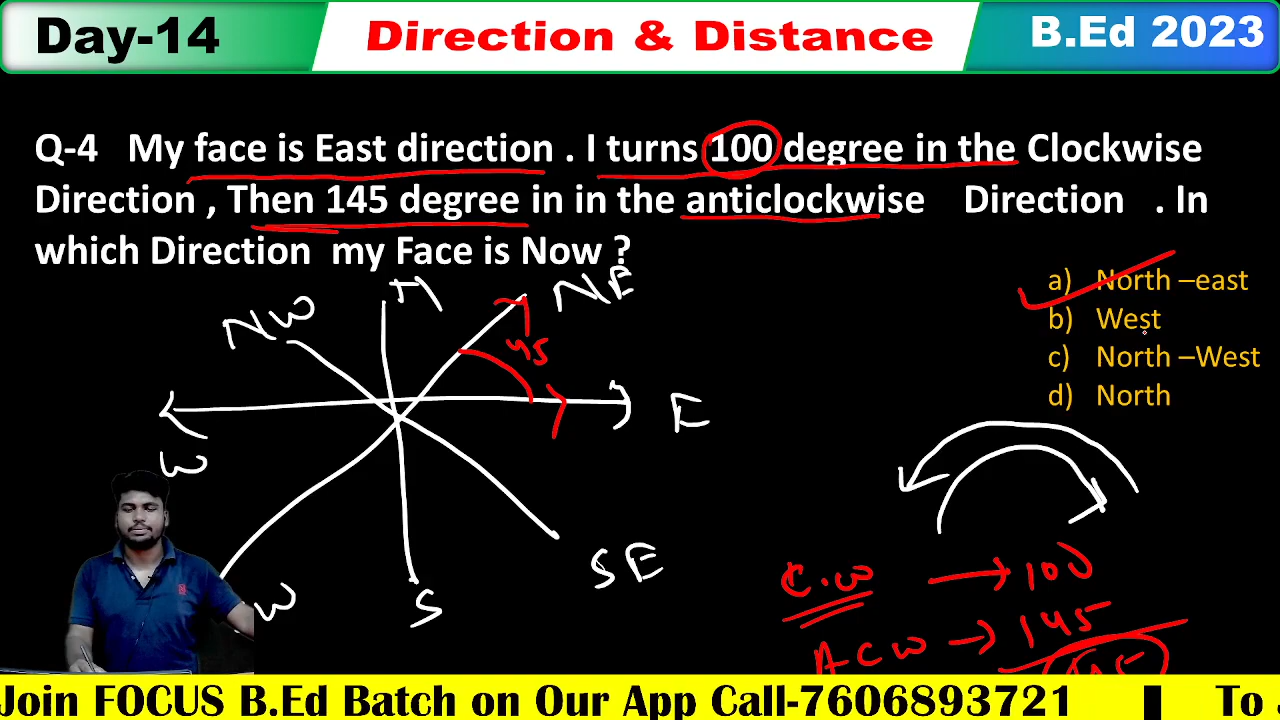 Day-14
Direction & Distance
B.Ed 2023
Q-4 My face is East direction . I turns 100 degree in the Clockwise
Direction , Then 145 degree in in the anticlockwise Direction . In
which Direction my Face is Now ?
a) North –east
b) West
c) North –West
d) North
N
NE
NW
45
E
W
SE
W
S
C.W → 100
ACW → 145
45
Join FOCUS B.Ed Batch on Our App Call-7606893721 To